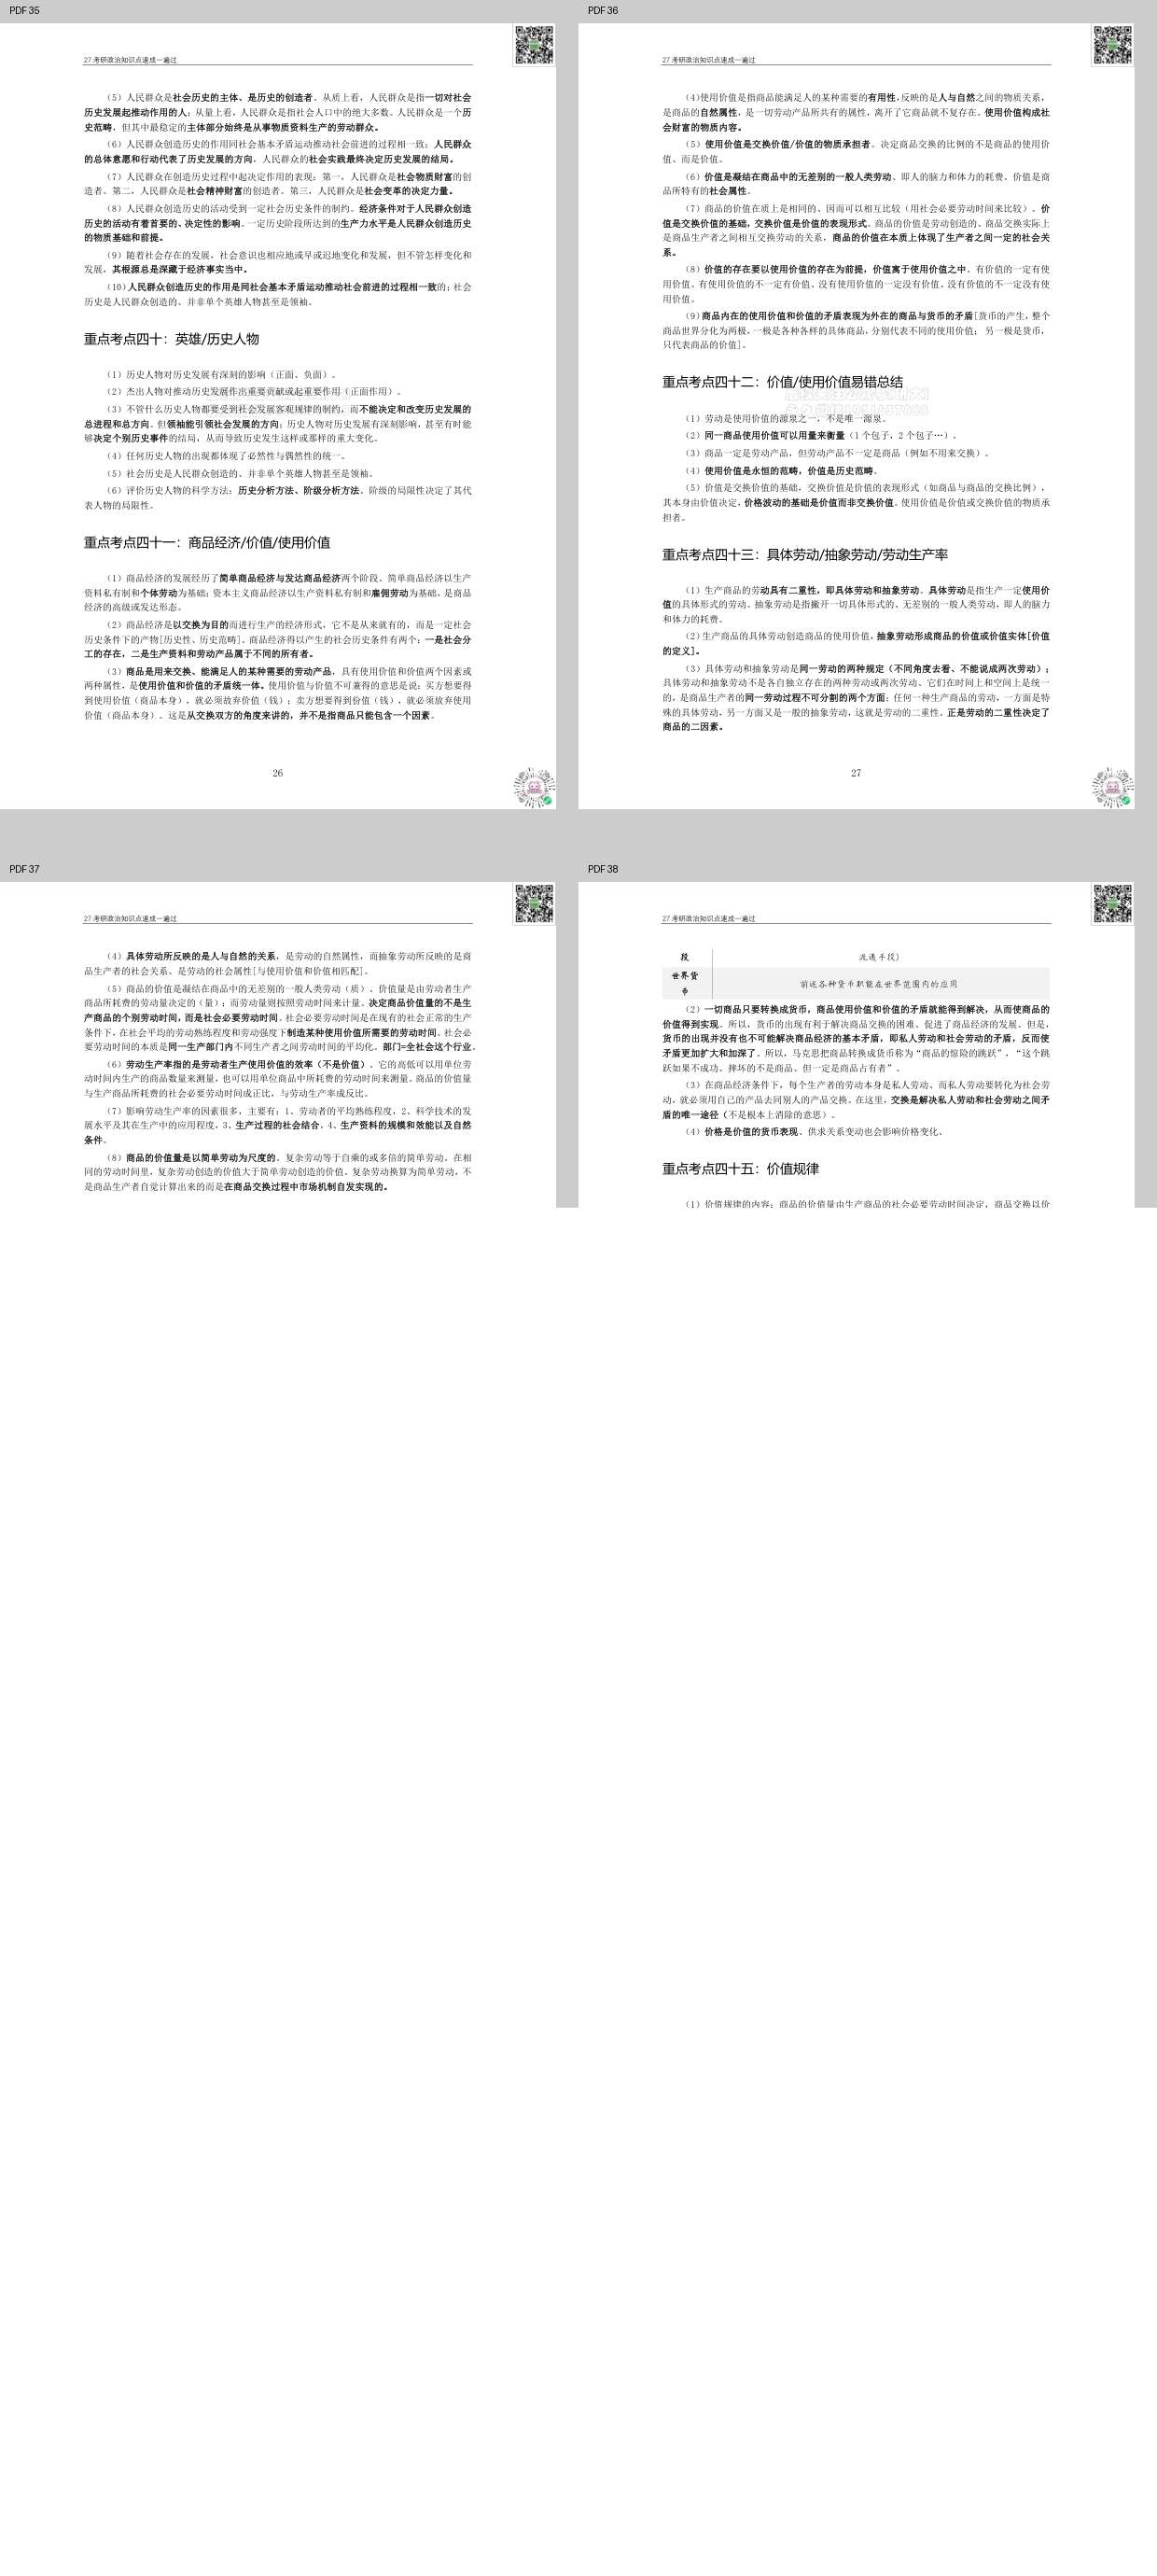 PDF 35
27 考研政治知识点速成一遍过
（5）人民群众是社会历史的主体、是历史的创造者。从质上看，人民群众是指一切对社会
历史发展起推动作用的人；从量上看，人民群众是指社会人口中的绝大多数。人民群众是一个历
史范畴，但其中最稳定的主体部分始终是从事物质资料生产的劳动群众。
（6）人民群众创造历史的作用同社会基本矛盾运动推动社会前进的过程相一致：人民群众
的总体意愿和行动代表了历史发展的方向，人民群众的社会实践最终决定历史发展的结局。
（7）人民群众在创造历史过程中起决定作用的表现：第一，人民群众是社会物质财富的创
造者。第二，人民群众是社会精神财富的创造者。第三，人民群众是社会变革的决定力量。
（8）人民群众创造历史的活动受到一定社会历史条件的制约。经济条件对于人民群众创造
历史的活动有着首要的、决定性的影响。一定历史阶段所达到的生产力水平是人民群众创造历史
的物质基础和前提。
（9）随着社会存在的发展，社会意识也相应地或早或迟地变化和发展，但不管怎样变化和
发展，其根源总是深藏于经济事实当中。
（10）人民群众创造历史的作用是同社会基本矛盾运动推动社会前进的过程相一致的；社会
历史是人民群众创造的、并非单个英雄人物甚至是领袖。
重点考点四十：英雄/历史人物
（1）历史人物对历史发展有深刻的影响（正面、负面）。
（2）杰出人物对推动历史发展作出重要贡献或起重要作用（正面作用）。
（3）不管什么历史人物都要受到社会发展客观规律的制约，而不能决定和改变历史发展的
总进程和总方向。但领袖能引领社会发展的方向；历史人物对历史发展有深刻影响，甚至有时能
够决定个别历史事件的结局，从而导致历史发生这样或那样的重大变化。
（4）任何历史人物的出现都体现了必然性与偶然性的统一。
（5）社会历史是人民群众创造的、并非单个英雄人物甚至是领袖。
（6）评价历史人物的科学方法：历史分析方法、阶级分析方法。阶级的局限性决定了其代
表人物的局限性。
重点考点四十一：商品经济/价值/使用价值
（1）商品经济的发展经历了简单商品经济与发达商品经济两个阶段。简单商品经济以生产
资料私有制和个体劳动为基础；资本主义商品经济以生产资料私有制和雇佣劳动为基础，是商品
经济的高级或发达形态。
（2）商品经济是以交换为目的而进行生产的经济形式，它不是从来就有的，而是一定社会
历史条件下的产物[历史性、历史范畴]。商品经济得以产生的社会历史条件有两个：一是社会分
工的存在，二是生产资料和劳动产品属于不同的所有者。
（3）商品是用来交换、能满足人的某种需要的劳动产品，具有使用价值和价值两个因素或
两种属性，是使用价值和价值的矛盾统一体。使用价值与价值不可兼得的意思是说：买方想要得
到使用价值（商品本身），就必须放弃价值（钱）；卖方想要得到份值（钱），就必须放弃使用
价值（商品本身）。这是从交换双方的角度来讲的，并不是指商品只能包含一个因素。
26
PDF 36
27 考研政治知识点速成一遍过
（4）使用价值是指商品能满足人的某种需要的有用性，反映的是人与自然之间的物质关系，
是商品的自然属性，是一切劳动产品所共有的属性，离开了它商品就不复存在。使用价值构成社
会财富的物质内容。
（5）使用价值是交换价值/价值的物质承担者。决定商品交换的比例的不是商品的使用价
值、而是价值。
（6）价值是凝结在商品中的无差别的一般人类劳动、即人的脑力和体力的耗费。价值是商
品所特有的社会属性。
（7）商品的价值在质上是相同的、因而可以相互比较（用社会必要劳动时间来比较）。价
值是交换价值的基础，交换价值是价值的表现形式。商品的价值是劳动创造的。商品交换实际上
是商品生产者之间相互交换劳动的关系，商品的价值在本质上体现了生产者之间一定的社会关
系。
（8）价值的存在要以使用价值的存在为前提，价值寓于使用价值之中。有价值的一定有使
用价值、有使用价值的不一定有价值、没有使用价值的一定没有价值、没有价值的不一定没有使
用价值。
（9）商品内在的使用价值和价值的矛盾表现为外在的商品与货币的矛盾[货币的产生，整个
商品世界分化为两极，一极是各种各样的具体商品，分别代表不同的使用价值； 另一极是货币，
只代表商品的价值]。
重点考点四十二：价值/使用价值易错总结
（1）劳动是使用价值的源泉之一，不是唯一源泉。
（2）同一商品使用价值可以用量来衡量（1 个包子，2 个包子…）。
（3）商品一定是劳动产品，但劳动产品不一定是商品（例如不用来交换）。
（4）使用价值是永恒的范畴，价值是历史范畴。
（5）价值是交换价值的基础，交换价值是价值的表现形式（如商品与商品的交换比例），
其本身由价值决定，价格波动的基础是价值而非交换价值。使用价值是价值或交换价值的物质承
担者。
重点考点四十三：具体劳动/抽象劳动/劳动生产率
（1）生产商品的劳动具有二重性，即具体劳动和抽象劳动。具体劳动是指生产一定使用价
值的具体形式的劳动。抽象劳动是指撇开一切具体形式的、无差别的一般人类劳动，即人的脑力
和体力的耗费。
（2）生产商品的具体劳动创造商品的使用价值，抽象劳动形成商品的价值或价值实体[价值
的定义]。
（3）具体劳动和抽象劳动是同一劳动的两种规定（不同角度去看、不能说成两次劳动）；
具体劳动和抽象劳动不是各自独立存在的两种劳动或两次劳动、它们在时间上和空间上是统一
的，是商品生产者的同一劳动过程不可分割的两个方面；任何一种生产商品的劳动，一方面是特
殊的具体劳动，另一方面又是一般的抽象劳动，这就是劳动的二重性。正是劳动的二重性决定了
商品的二因素。
27
PDF 37
27 考研政治知识点速成一遍过
（4）具体劳动所反映的是人与自然的关系，是劳动的自然属性，而抽象劳动所反映的是商
品生产者的社会关系、是劳动的社会属性[与使用价值和价值相匹配]。
（5）商品的价值是凝结在商品中的无差别的一般人类劳动（质）、价值量是由劳动者生产
商品所耗费的劳动量决定的（量）；而劳动量则按照劳动时间来计量。决定商品价值量的不是生
产商品的个别劳动时间，而是社会必要劳动时间。社会必要劳动时间是在现有的社会正常的生产
条件下，在社会平均的劳动熟练程度和劳动强度下制造某种使用价值所需要的劳动时间。社会必
要劳动时间的本质是同一生产部门内不同生产者之间劳动时间的平均化。部门=全社会这个行业。
（6）劳动生产率指的是劳动者生产使用价值的效率（不是价值）。它的高低可以用单位劳
动时间内生产的商品数量来测量，也可以用单位商品中所耗费的劳动时间来测量。商品的价值量
与生产商品所耗费的社会必要劳动时间成正比，与劳动生产率成反比。
（7）影响劳动生产率的因素很多，主要有：1、劳动者的平均熟练程度，2、科学技术的发
展水平及其在生产中的应用程度，3、生产过程的社会结合，4、生产资料的规模和效能以及自然
条件。
（8）商品的价值量是以简单劳动为尺度的。复杂劳动等于自乘的或多倍的简单劳动。在相
同的劳动时间里，复杂劳动创造的价值大于简单劳动创造的价值。复杂劳动换算为简单劳动，不
是商品生产者自觉计算出来的而是在商品交换过程中市场机制自发实现的。
PDF 38
27 考研政治知识点速成一遍过
段
流通手段）
世界货
币
前述各种货币职能在世界范围内的应用
（2）一切商品只要转换成货币，商品使用价值和价值的矛盾就能得到解决，从而使商品的
价值得到实现。所以，货币的出现有利于解决商品交换的困难、促进了商品经济的发展。但是，
货币的出现并没有也不可能解决商品经济的基本矛盾，即私人劳动和社会劳动的矛盾，反而使
矛盾更加扩大和加深了。所以，马克思把商品转换成货币称为“商品的惊险的跳跃”，“这个跳
跃如果不成功、摔坏的不是商品、但一定是商品占有者”。
（3）在商品经济条件下，每个生产者的劳动本身是私人劳动、而私人劳动要转化为社会劳
动，就必须用自己的产品去同别人的产品交换。在这里，交换是解决私人劳动和社会劳动之间矛
盾的唯一途径（不是根本上消除的意思）。
（4）价格是价值的货币表现、供求关系变动也会影响价格变化。
重点考点四十五：价值规律
（1）价值规律的内容：商品的价值量由生产商品的社会必要劳动时间决定，商品交换以价